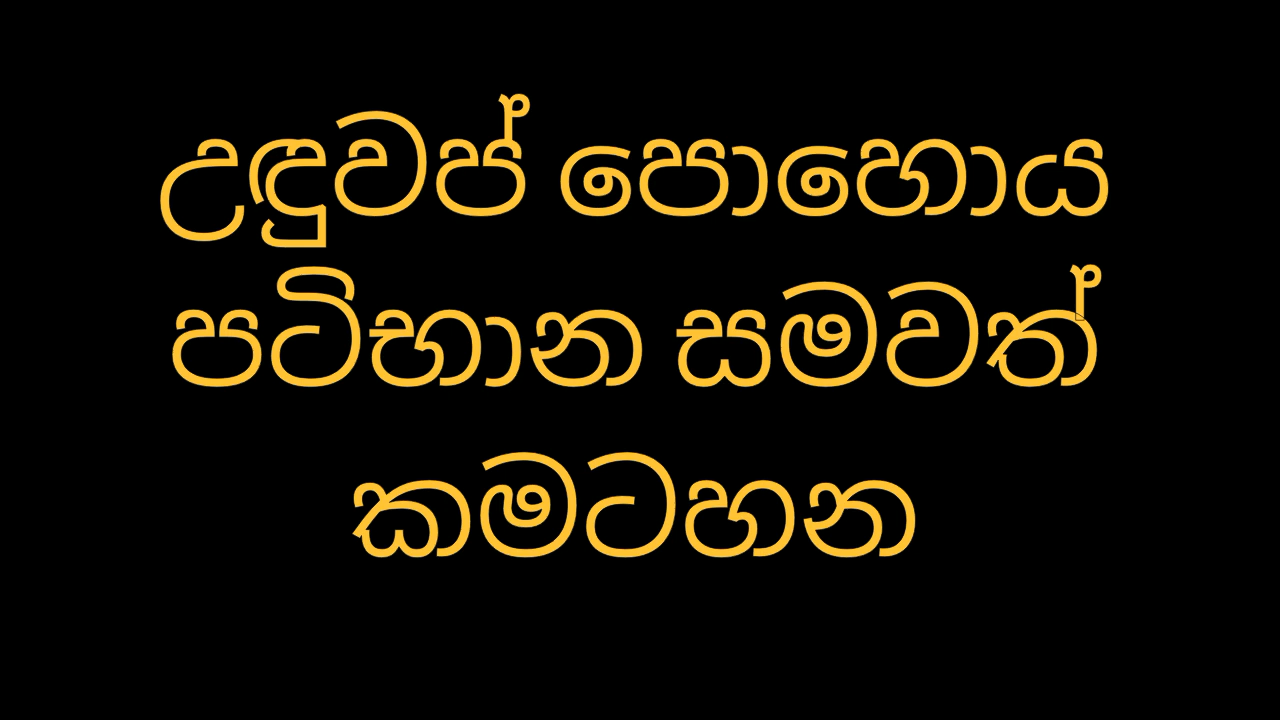 උඳුවප් පොහොය
පටිභාන සමවත්
කමටහන